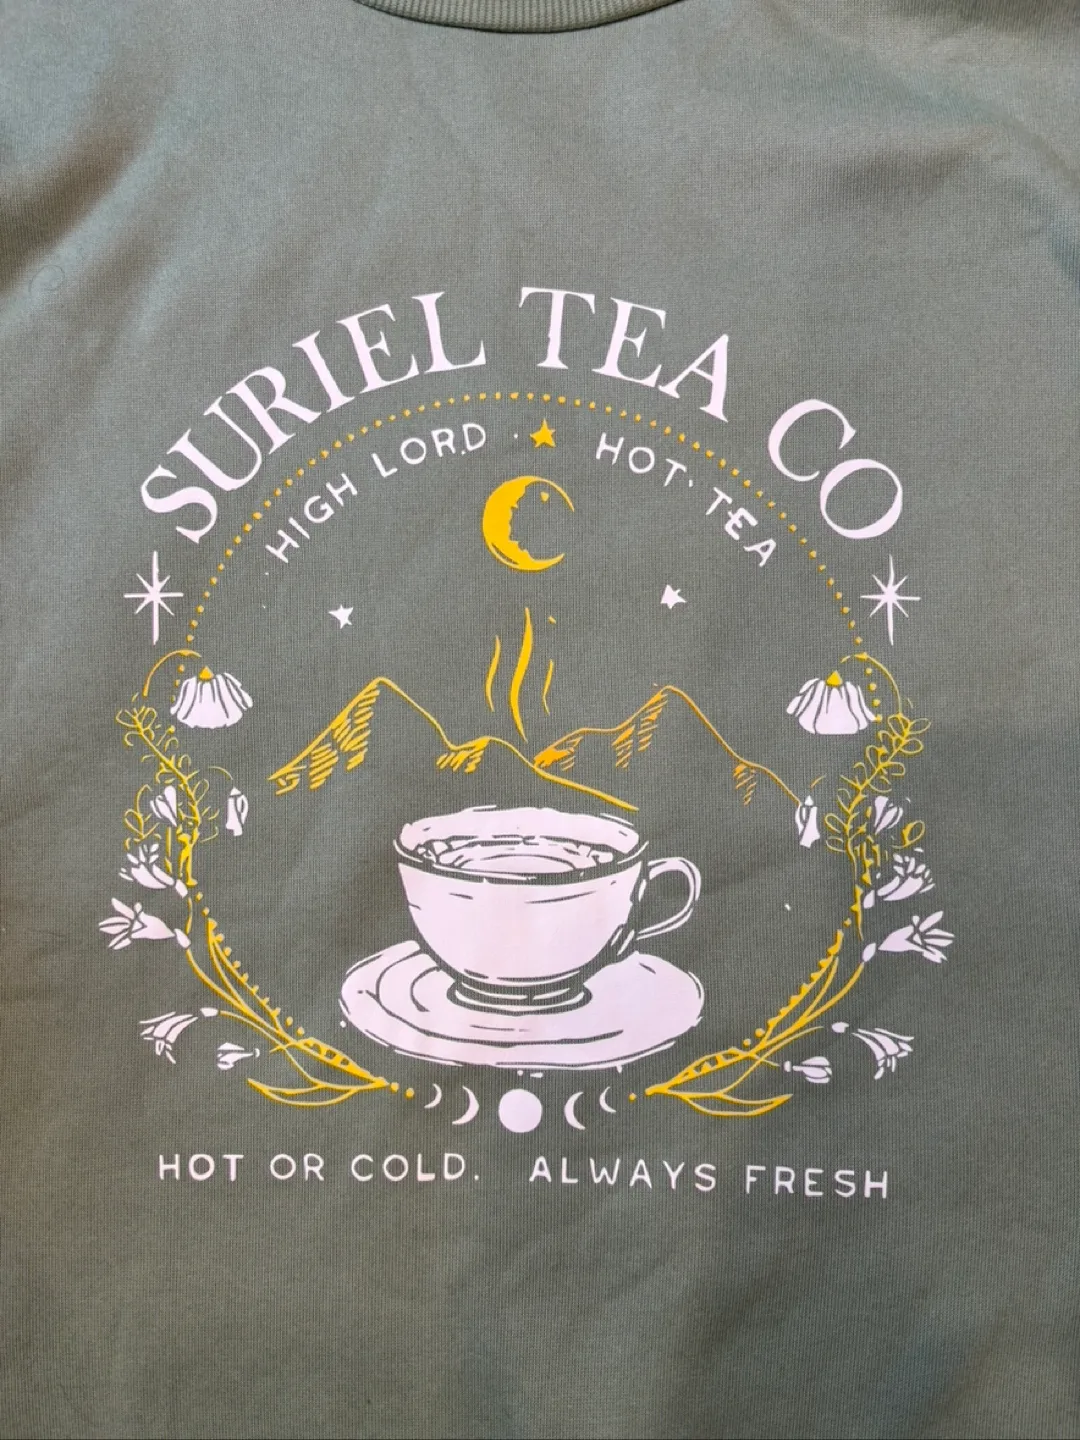 SURIEL TEA CO
HIGH LORD HOT TEA
HOT OR COLD. ALWAYS FRESH